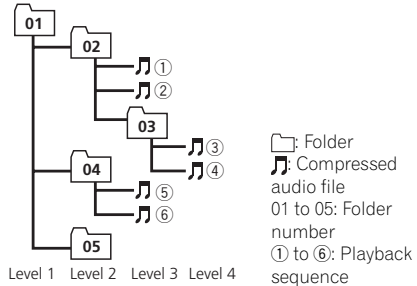 01
02
①
②
03
③
④
04
⑤
⑥
05
Level 1 Level 2 Level 3 Level 4
: Folder
: Compressed
audio file
01 to 05: Folder
number
① to ⑥: Playback
sequence